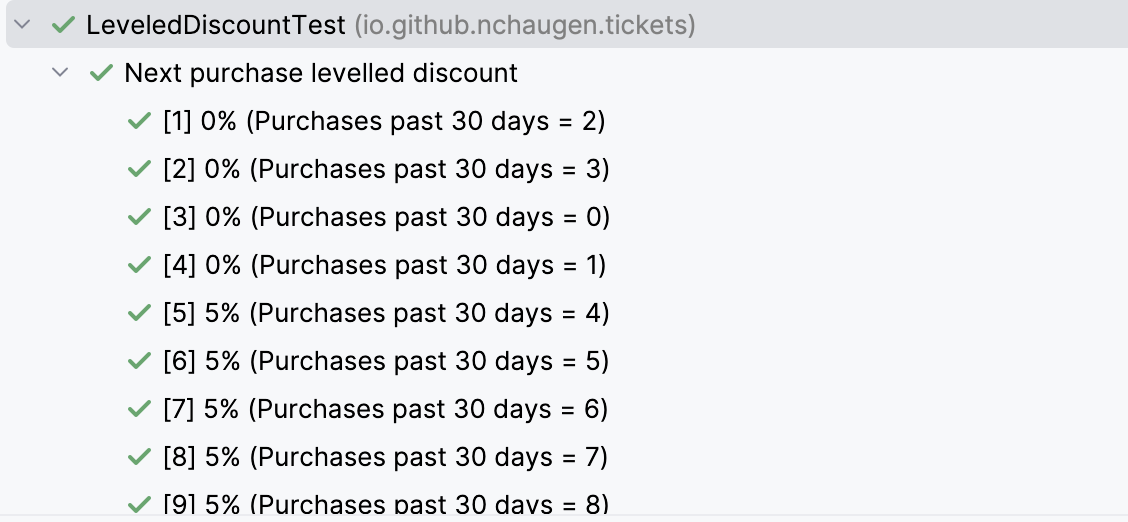 LeveledDiscountTest (io.github.nchaugen.tickets)
Next purchase levelled discount
[1] 0% (Purchases past 30 days = 2)
[2] 0% (Purchases past 30 days = 3)
[3] 0% (Purchases past 30 days = 0)
[4] 0% (Purchases past 30 days = 1)
[5] 5% (Purchases past 30 days = 4)
[6] 5% (Purchases past 30 days = 5)
[7] 5% (Purchases past 30 days = 6)
[8] 5% (Purchases past 30 days = 7)
[9] 5% (Purchases past 30 days = 8)